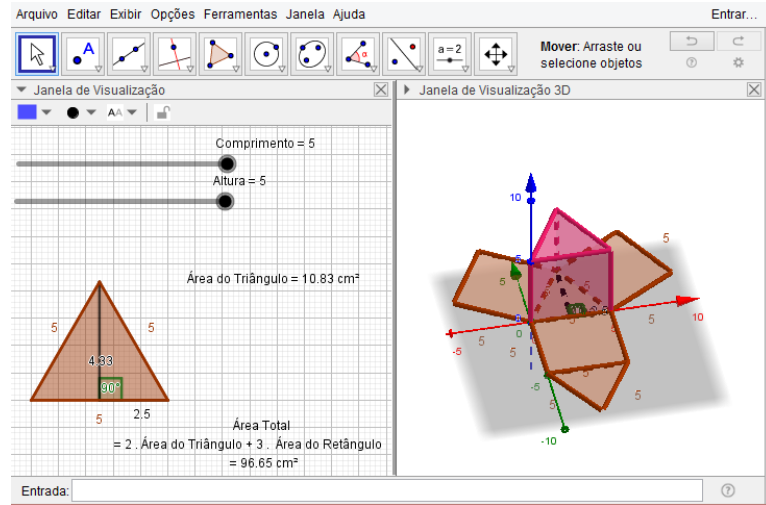 Arquivo Editar Exibir Opções Ferramentas Janela Ajuda Entrar...
A
α
a = 2
Mover: Arraste ou
selecione objetos
Janela de Visualização
Janela de Visualização 3D
AA
Comprimento = 5
Altura = 5
Área do Triângulo = 10.83 cm²
5
5
4.33
90°
5
2.5
Área Total
= 2 . Área do Triângulo + 3 . Área do Retângulo
= 96.65 cm²
10
5
5
0
5
10
-5
5
5
5
-5
5
5
-10
Entrada: